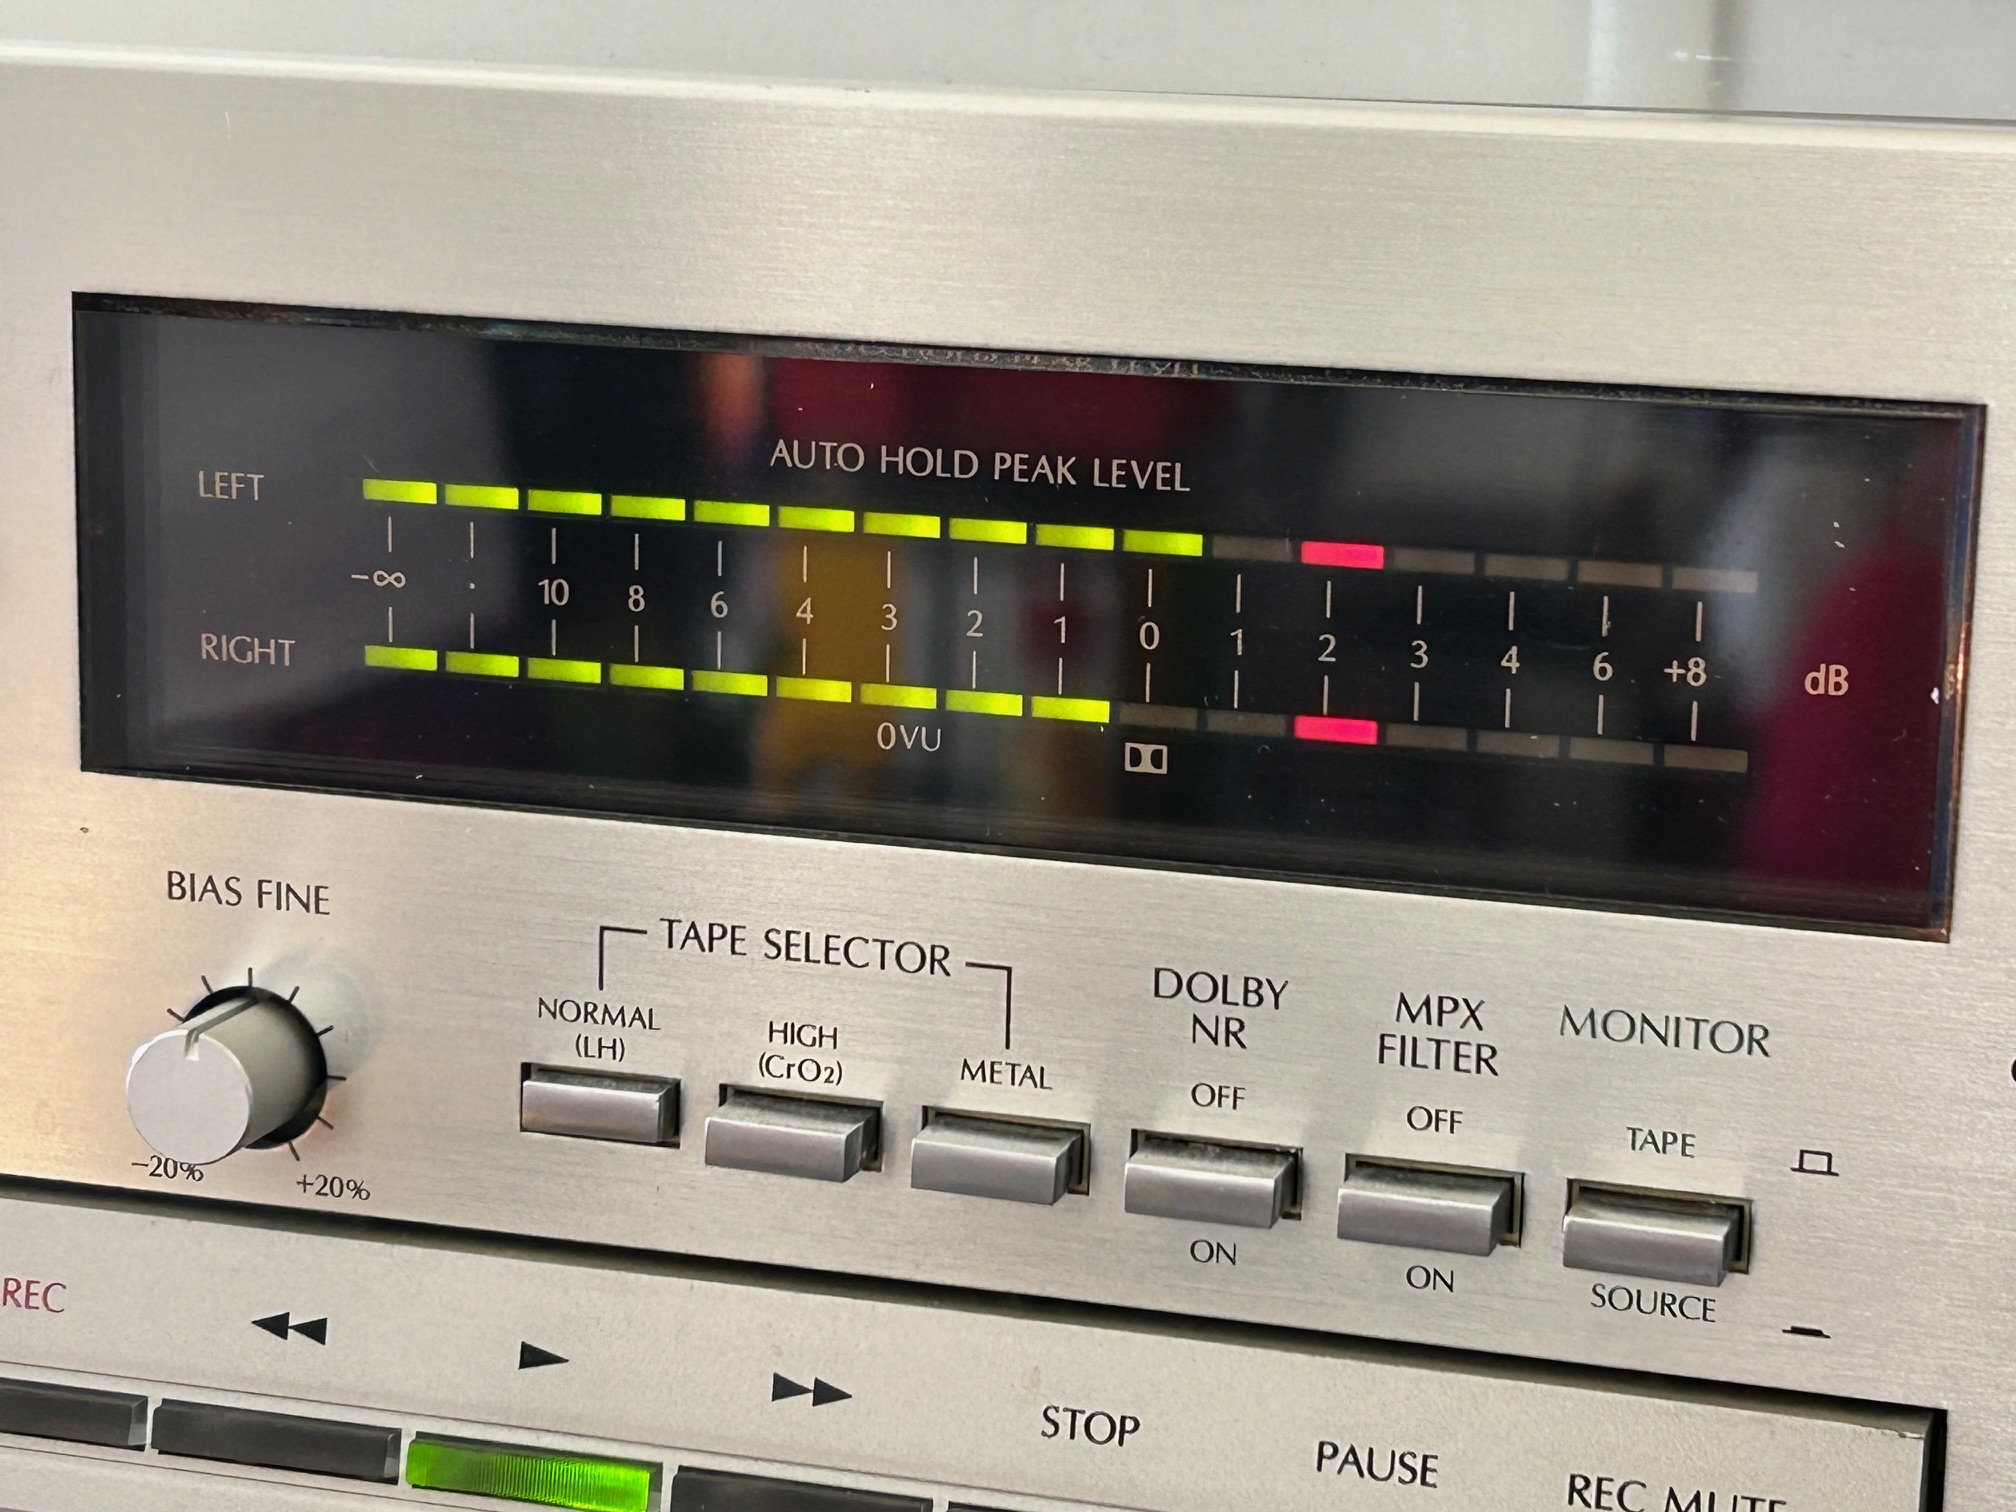 AUTO HOLD PEAK LEVEL
LEFT
-∞ . 10 8 6 4 3 2 1 0 1 2 3 4 6 +8 dB
RIGHT
0VU
BIAS FINE
-20% +20%
TAPE SELECTOR
NORMAL
(LH)
HIGH
(CrO2)
METAL
DOLBY
NR
OFF
ON
MPX
FILTER
OFF
ON
MONITOR
TAPE
SOURCE
REC
STOP
PAUSE
REC MUTE